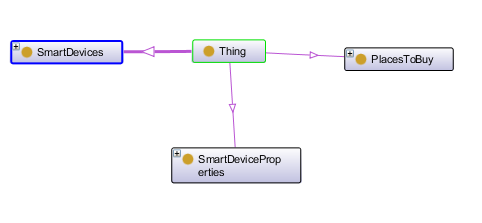 SmartDevices
Thing
PlacesToBuy
SmartDeviceProp
erties